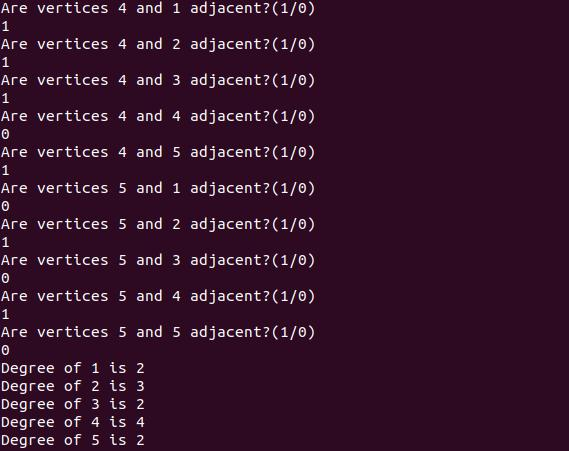 Are vertices 4 and 1 adjacent?(1/0)
1
Are vertices 4 and 2 adjacent?(1/0)
1
Are vertices 4 and 3 adjacent?(1/0)
1
Are vertices 4 and 4 adjacent?(1/0)
0
Are vertices 4 and 5 adjacent?(1/0)
1
Are vertices 5 and 1 adjacent?(1/0)
0
Are vertices 5 and 2 adjacent?(1/0)
1
Are vertices 5 and 3 adjacent?(1/0)
0
Are vertices 5 and 4 adjacent?(1/0)
1
Are vertices 5 and 5 adjacent?(1/0)
0
Degree of 1 is 2
Degree of 2 is 3
Degree of 3 is 2
Degree of 4 is 4
Degree of 5 is 2